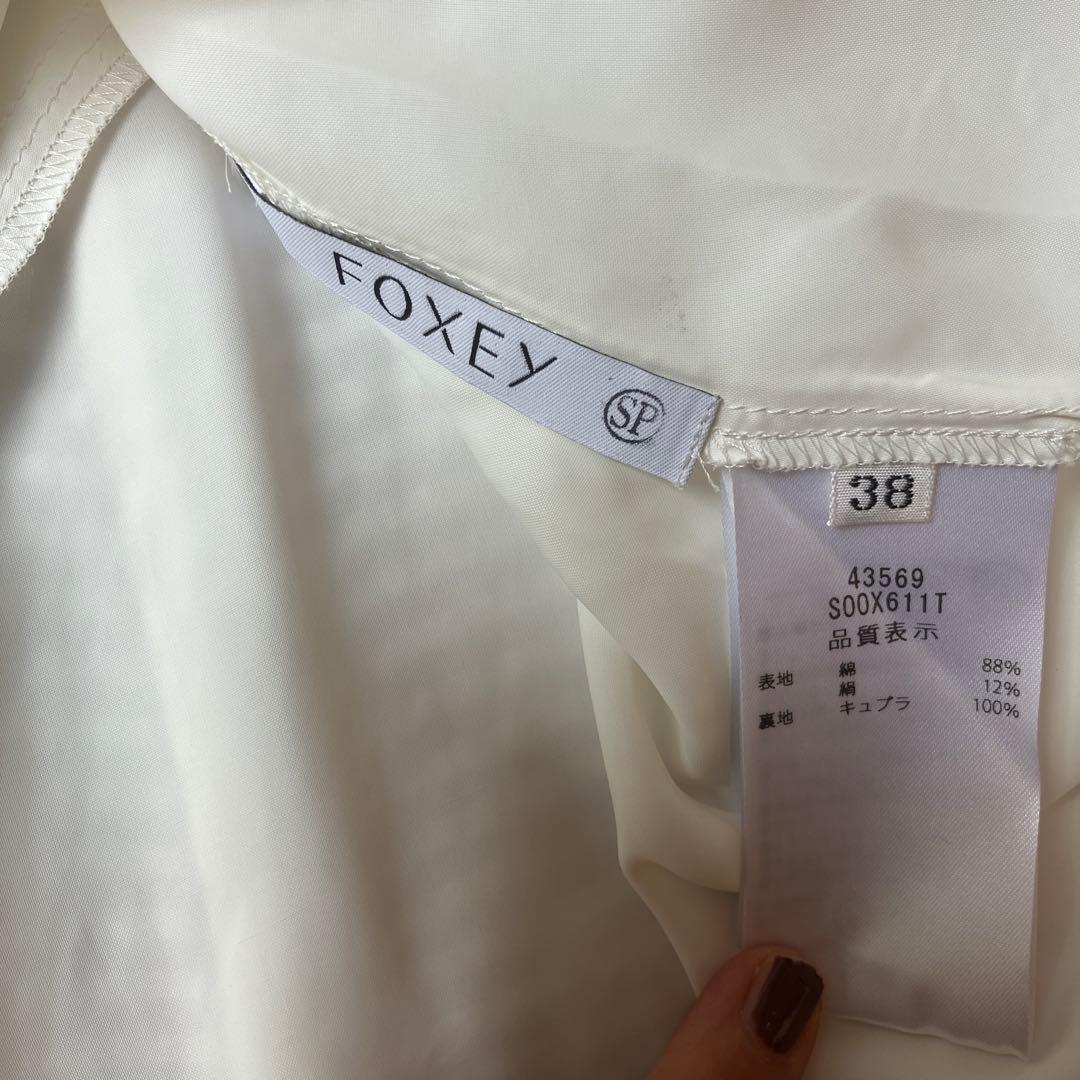 FOXEY SP
38
43569
S00X611T
品質表示
表地 綿 88%
絹 12%
裏地 キュプラ 100%